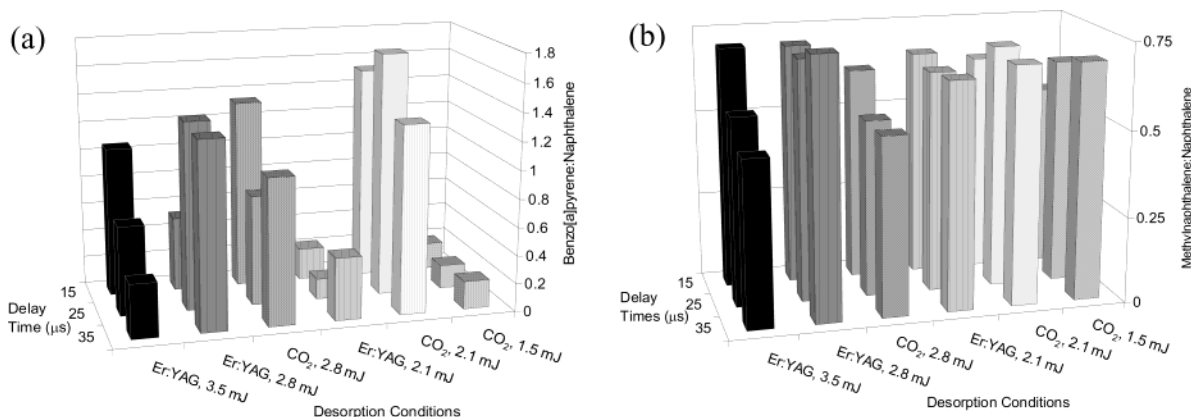 (a)
1.8
1.6
1.4
1.2
1
0.8
0.6
0.4
0.2
0
Benzo[a]pyrene:Naphthalene
15
25
35
Delay
Time (μs)
Er:YAG, 3.5 mJ
Er:YAG, 2.8 mJ
CO₂, 2.8 mJ
Er:YAG, 2.1 mJ
CO₂, 2.1 mJ
CO₂, 1.5 mJ
Desorption Conditions
(b)
0.75
0.5
0.25
0
Methylnaphthalene:Naphthalene
15
25
35
Delay
Times (μs)
Er:YAG, 3.5 mJ
Er:YAG, 2.8 mJ
CO₂, 2.8 mJ
Er:YAG, 2.1 mJ
CO₂, 2.1 mJ
CO₂, 1.5 mJ
Desorption Conditions